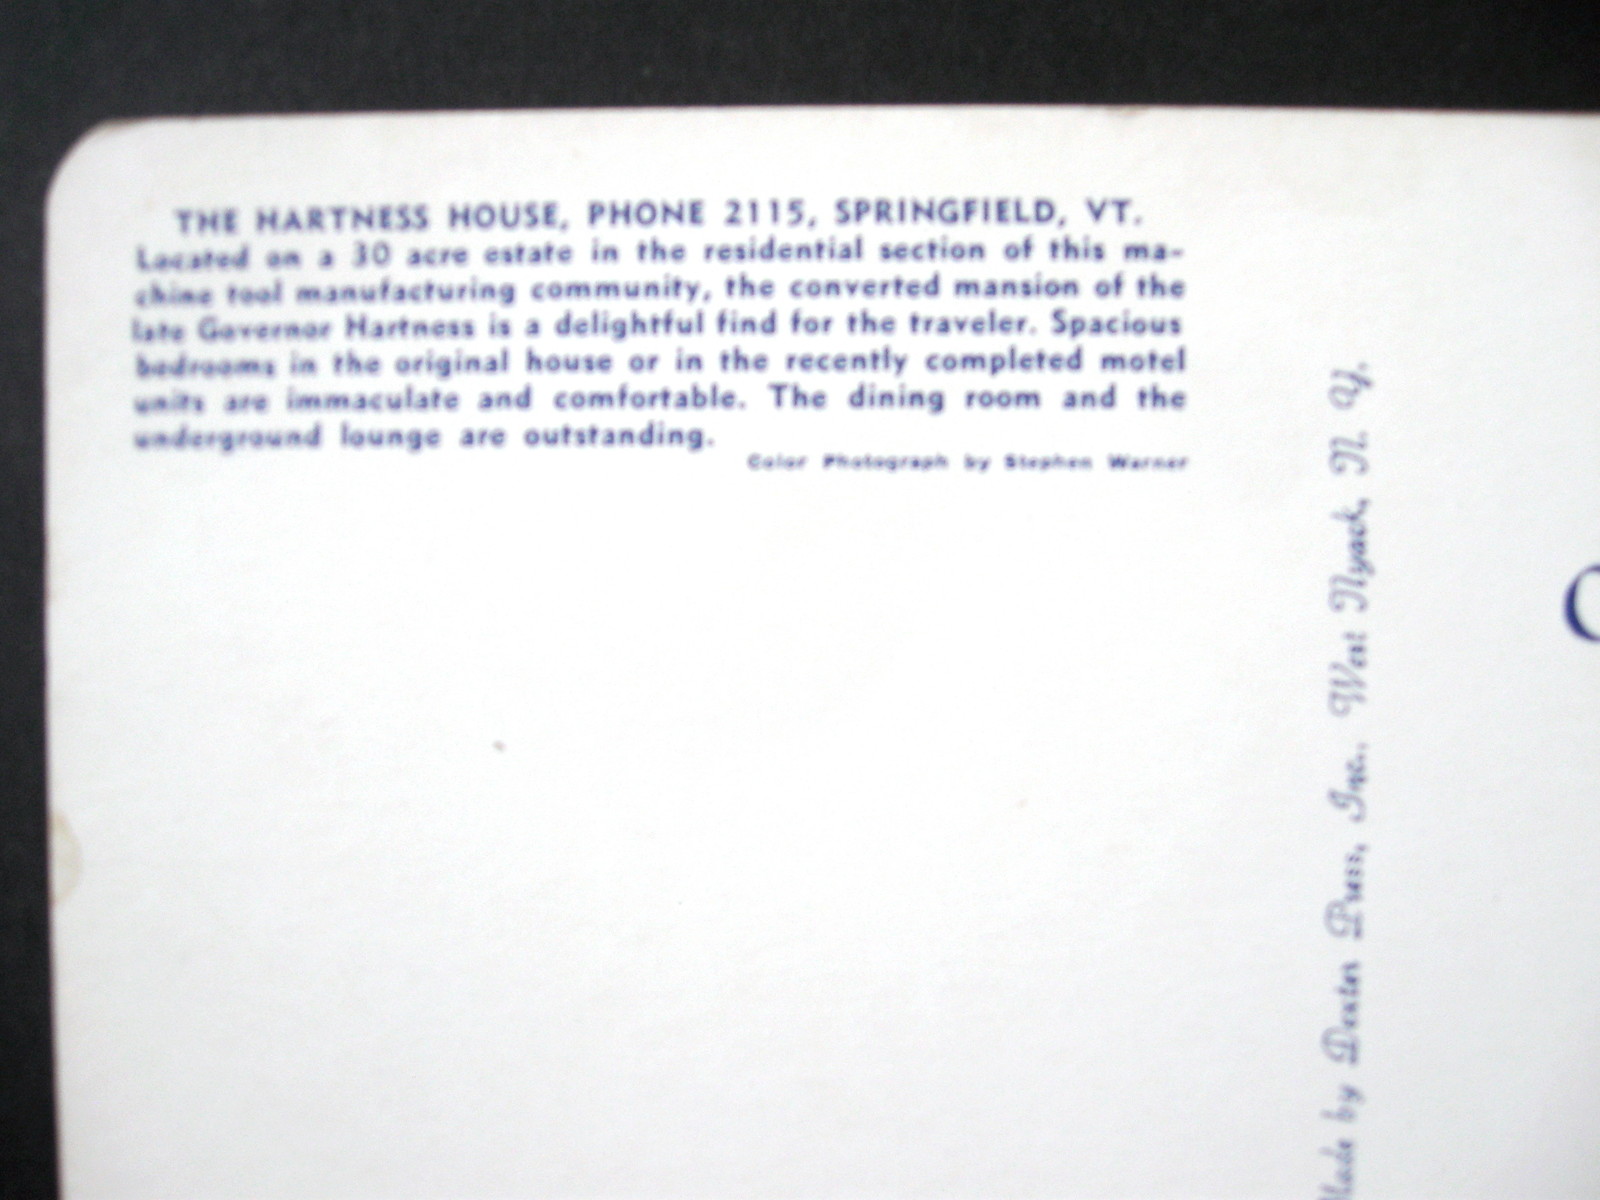 THE HARTNESS HOUSE, PHONE 2115, SPRINGFIELD, VT.
Located on a 30 acre estate in the residential section of this ma-
chine tool manufacturing community, the converted mansion of the
late Governor Hartness is a delightful find for the traveler. Spacious
bedrooms in the original house or in the recently completed motel
units are immaculate and comfortable. The dining room and the
underground lounge are outstanding.
Color Photograph by Stephen Warner
Made by Dexter Press, Inc., West Nyack, N. Y.